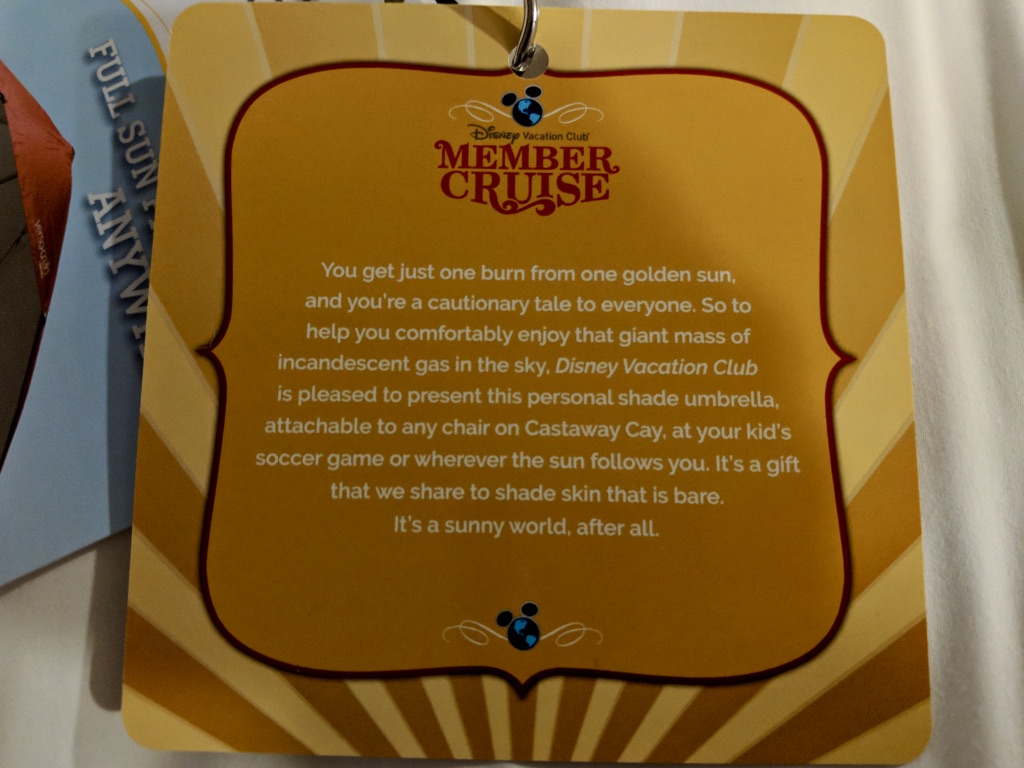 FULL SUN
ANYW
Disney Vacation Club
MEMBER
CRUISE
You get just one burn from one golden sun,
and you're a cautionary tale to everyone. So to
help you comfortably enjoy that giant mass of
incandescent gas in the sky, Disney Vacation Club
is pleased to present this personal shade umbrella,
attachable to any chair on Castaway Cay, at your kid's
soccer game or wherever the sun follows you. It's a gift
that we share to shade skin that is bare.
It's a sunny world, after all.